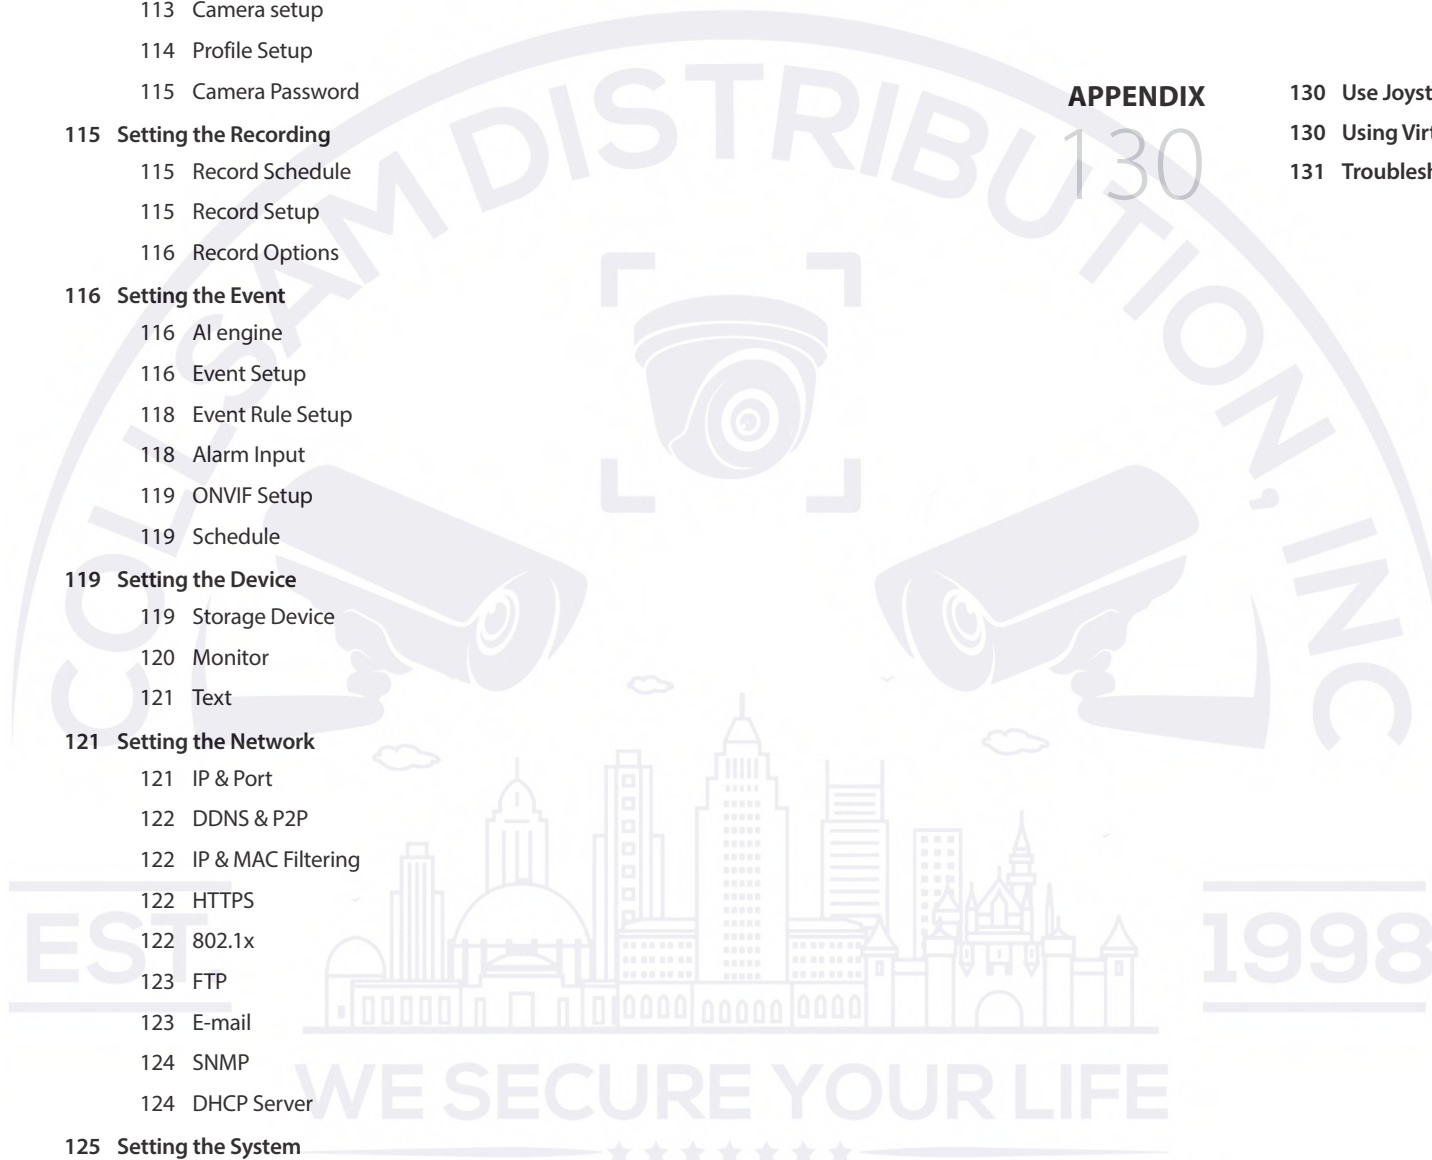 113 Camera setup
114 Profile Setup
115 Camera Password
115 Setting the Recording
115 Record Schedule
115 Record Setup
116 Record Options
116 Setting the Event
116 AI engine
116 Event Setup
118 Event Rule Setup
118 Alarm Input
119 ONVIF Setup
119 Schedule
119 Setting the Device
119 Storage Device
120 Monitor
121 Text
121 Setting the Network
121 IP & Port
122 DDNS & P2P
122 IP & MAC Filtering
122 HTTPS
122 802.1x
123 FTP
123 E-mail
124 SNMP
124 DHCP Server
125 Setting the System
APPENDIX
130
130 Use
130 Using
131
COLLSAM DISTRIBUTION, INC
EST.
1998
WE SECURE YOUR LIFE